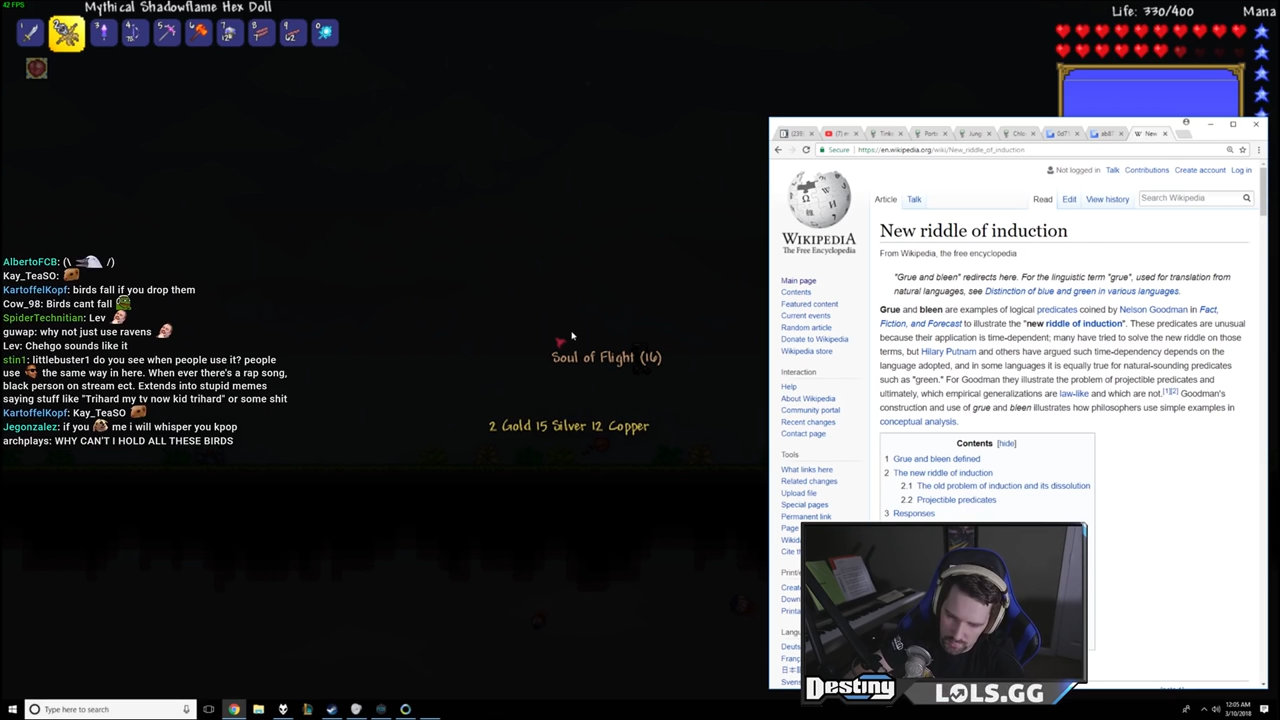 42 FPS
Mythical Shadowflame Hex Doll
Life: 330/400
Mana
AlbertoFCB: (\ /)
Kay_TeaSO:
KartoffelKopf: birds fall if you drop them
Cow_98: Birds cant fall
SpiderTechnitian: Lev
guwap: why not just use ravens
Lev: Chehgo sounds like it
stin1: littlebuster1 do you see when people use it? people
use the same way in here. When ever there's a rap song,
black person on stream ect. Extends into stupid memes
saying stuff like "Trihard my tv now kid trihard" or some shit
KartoffelKopf: Kay_TeaSO
Jegonzalez: if you me i will whisper you kpop
archplays: WHY CAN'T I HOLD ALL THESE BIRDS
Soul of Flight (16)
2 Gold 15 Silver 12 Copper
Secure https://en.wikipedia.org/wiki/New_riddle_of_induction
Not logged in Talk Contributions Create account Log in
Article Talk Read Edit View history Search Wikipedia
WIKIPEDIA
The Free Encyclopedia
Main page
Contents
Featured content
Current events
Random article
Donate to Wikipedia
Wikipedia store
Interaction
Help
About Wikipedia
Community portal
Recent changes
Contact page
Tools
What links here
Related changes
Upload file
Special pages
Permanent link
Page
Cite
New riddle of induction
From Wikipedia, the free encyclopedia
"Grue and bleen" redirects here. For the linguistic term "grue", used for translation from
natural languages, see Distinction of blue and green in various languages.
Grue and bleen are examples of logical predicates coined by Nelson Goodman in Fact,
Fiction, and Forecast to illustrate the "new riddle of induction". These predicates are unusual
because their application is time-dependent; many have tried to solve the new riddle on those
terms, but Hilary Putnam and others have argued such time-dependency depends on the
language adopted, and in some languages it is equally true for natural-sounding predicates
such as "green." For Goodman they illustrate the problem of projectible predicates and
ultimately, which empirical generalizations are law-like and which are not.[1][2] Goodman's
construction and use of grue and bleen illustrates how philosophers use simple examples in
conceptual analysis.
Contents [hide]
1 Grue and bleen defined
2 The new riddle of induction
2.1 The old problem of induction and its dissolution
2.2 Projectible predicates
3 Responses
Destiny
LOLS.GG
Type here to search
12:05 AM
3/10/2018